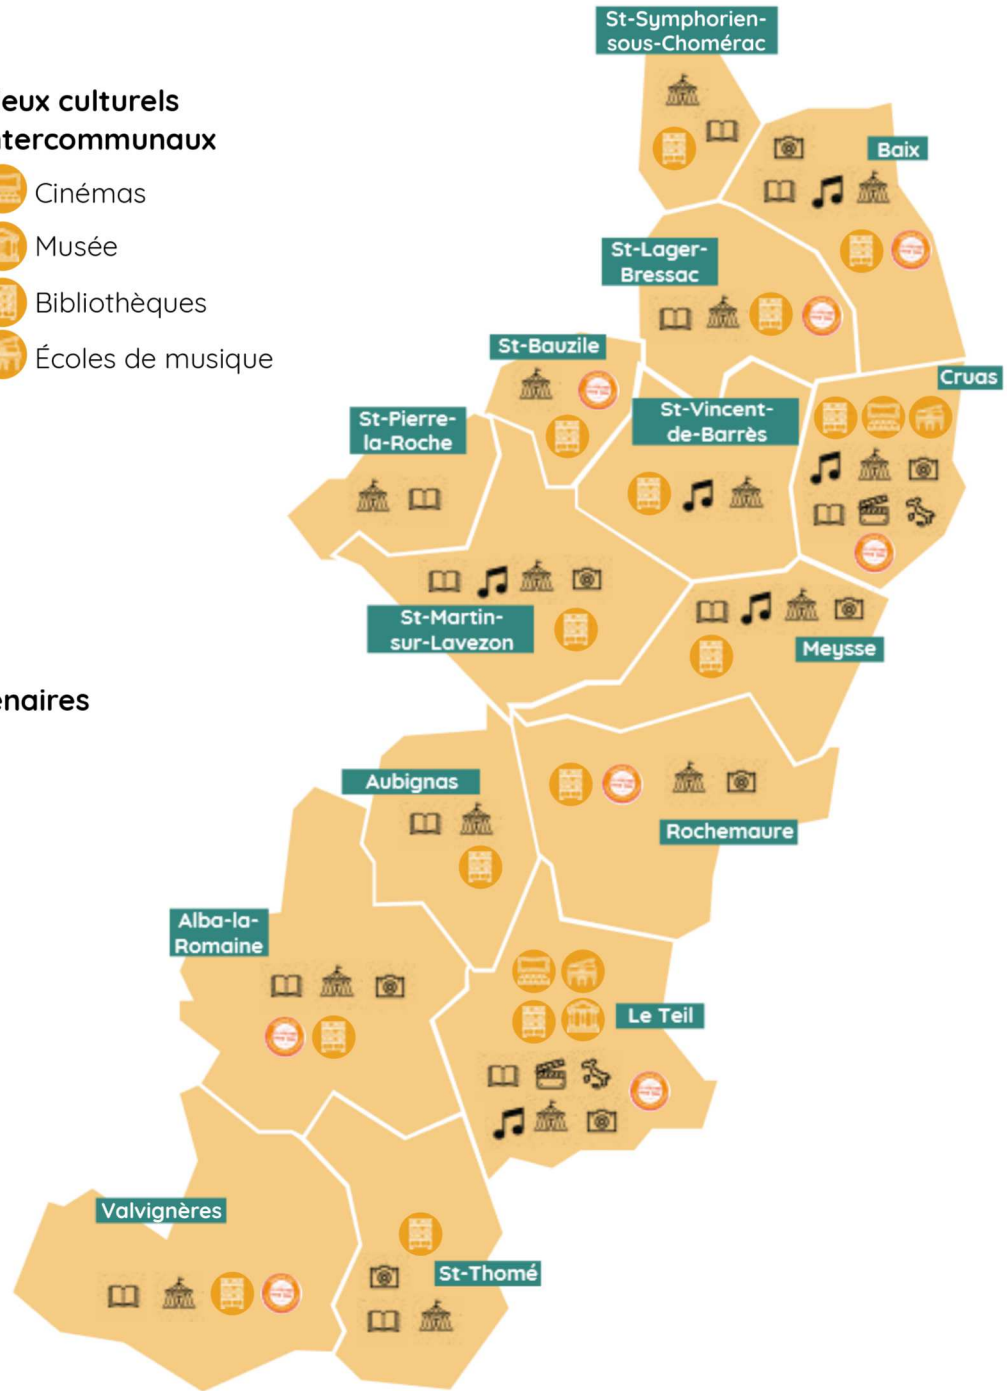 St-Symphorien-
sous-Chomérac
eux culturels
ntercommunaux
Cinémas
Musée
Bibliothèques
Écoles de musique
Baix
St-Lager-
Bressac
St-Bauzile
Cruas
St-Pierre-
la-Roche
St-Vincent-
de-Barrès
St-Martin-
sur-Lavezon
Meysse
enaires
Aubignas
Rochemaure
Alba-la-
Romaine
Le Teil
Valvignères
St-Thomé